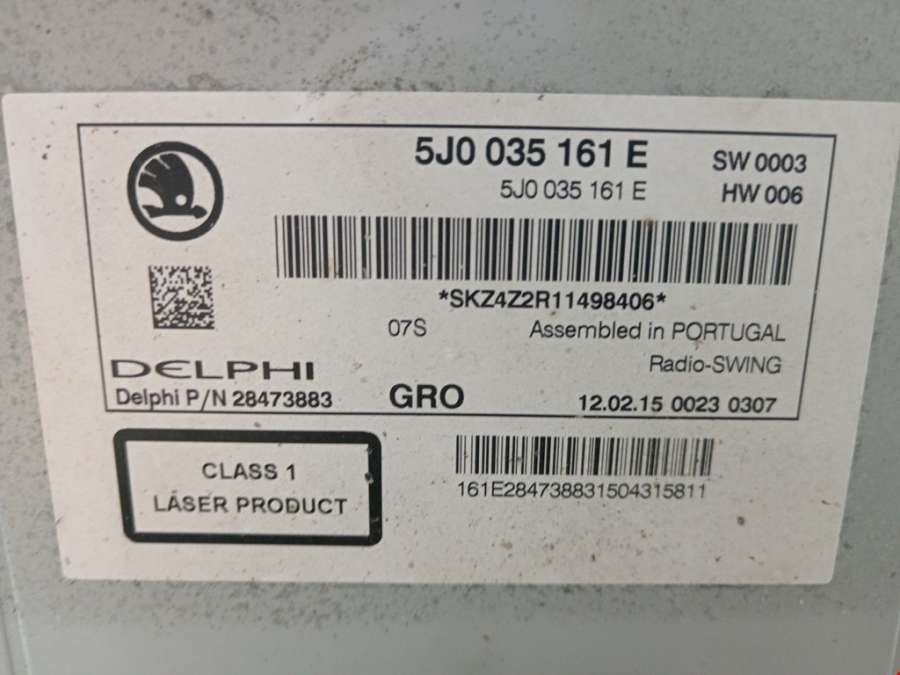 5J0 035 161 E SW 0003
5J0 035 161 E HW 006
*SKZ4Z2R11498406*
07S Assembled in PORTUGAL
Radio-SWING
DELPHI
Delphi P/N 28473883 GRO 12.02.15 0023 0307
CLASS 1
LASER PRODUCT
161E284738831504315811